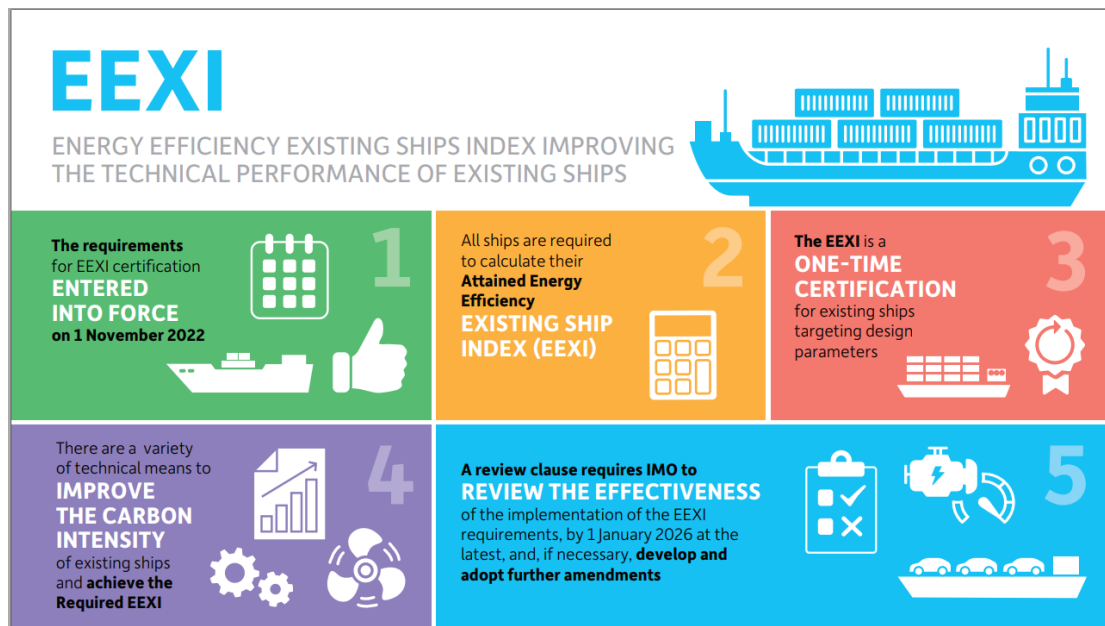 EEXI
ENERGY EFFICIENCY EXISTING SHIPS INDEX IMPROVING
THE TECHNICAL PERFORMANCE OF EXISTING SHIPS
1
The requirements
for EEXI certification
ENTERED
INTO FORCE
on 1 November 2022
2
All ships are required
to calculate their
Attained Energy
Efficiency
EXISTING SHIP
INDEX (EEXI)
3
The EEXI is a
ONE-TIME
CERTIFICATION
for existing ships
targeting design
parameters
4
There are a variety
of technical means to
IMPROVE
THE CARBON
INTENSITY
of existing ships
and achieve the
Required EEXI
5
A review clause requires IMO to
REVIEW THE EFFECTIVENESS
of the implementation of the EEXI
requirements, by 1 January 2026 at the
latest, and, if necessary, develop and
adopt further amendments